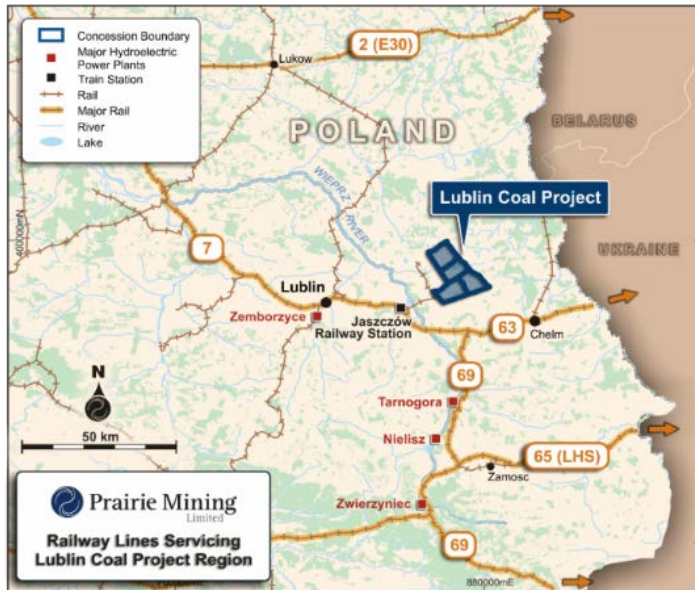 Concession Boundary
Major Hydroelectric
Power Plants
Train Station
Rail
Major Rail
River
Lake
2 (E30)
Lukow
POLAND
BELARUS
WIEPRZ
RIVER
Lublin Coal Project
UKRAINE
7
Lublin
Zemborzyce
Jaszczów
Railway Station
63
Chelm
69
Tarnogora
Nielisz
65 (LHS)
Zamosc
Zwierzyniec
69
N
50 km
Prairie Mining
Limited
Railway Lines Servicing
Lublin Coal Project Region
880000mE